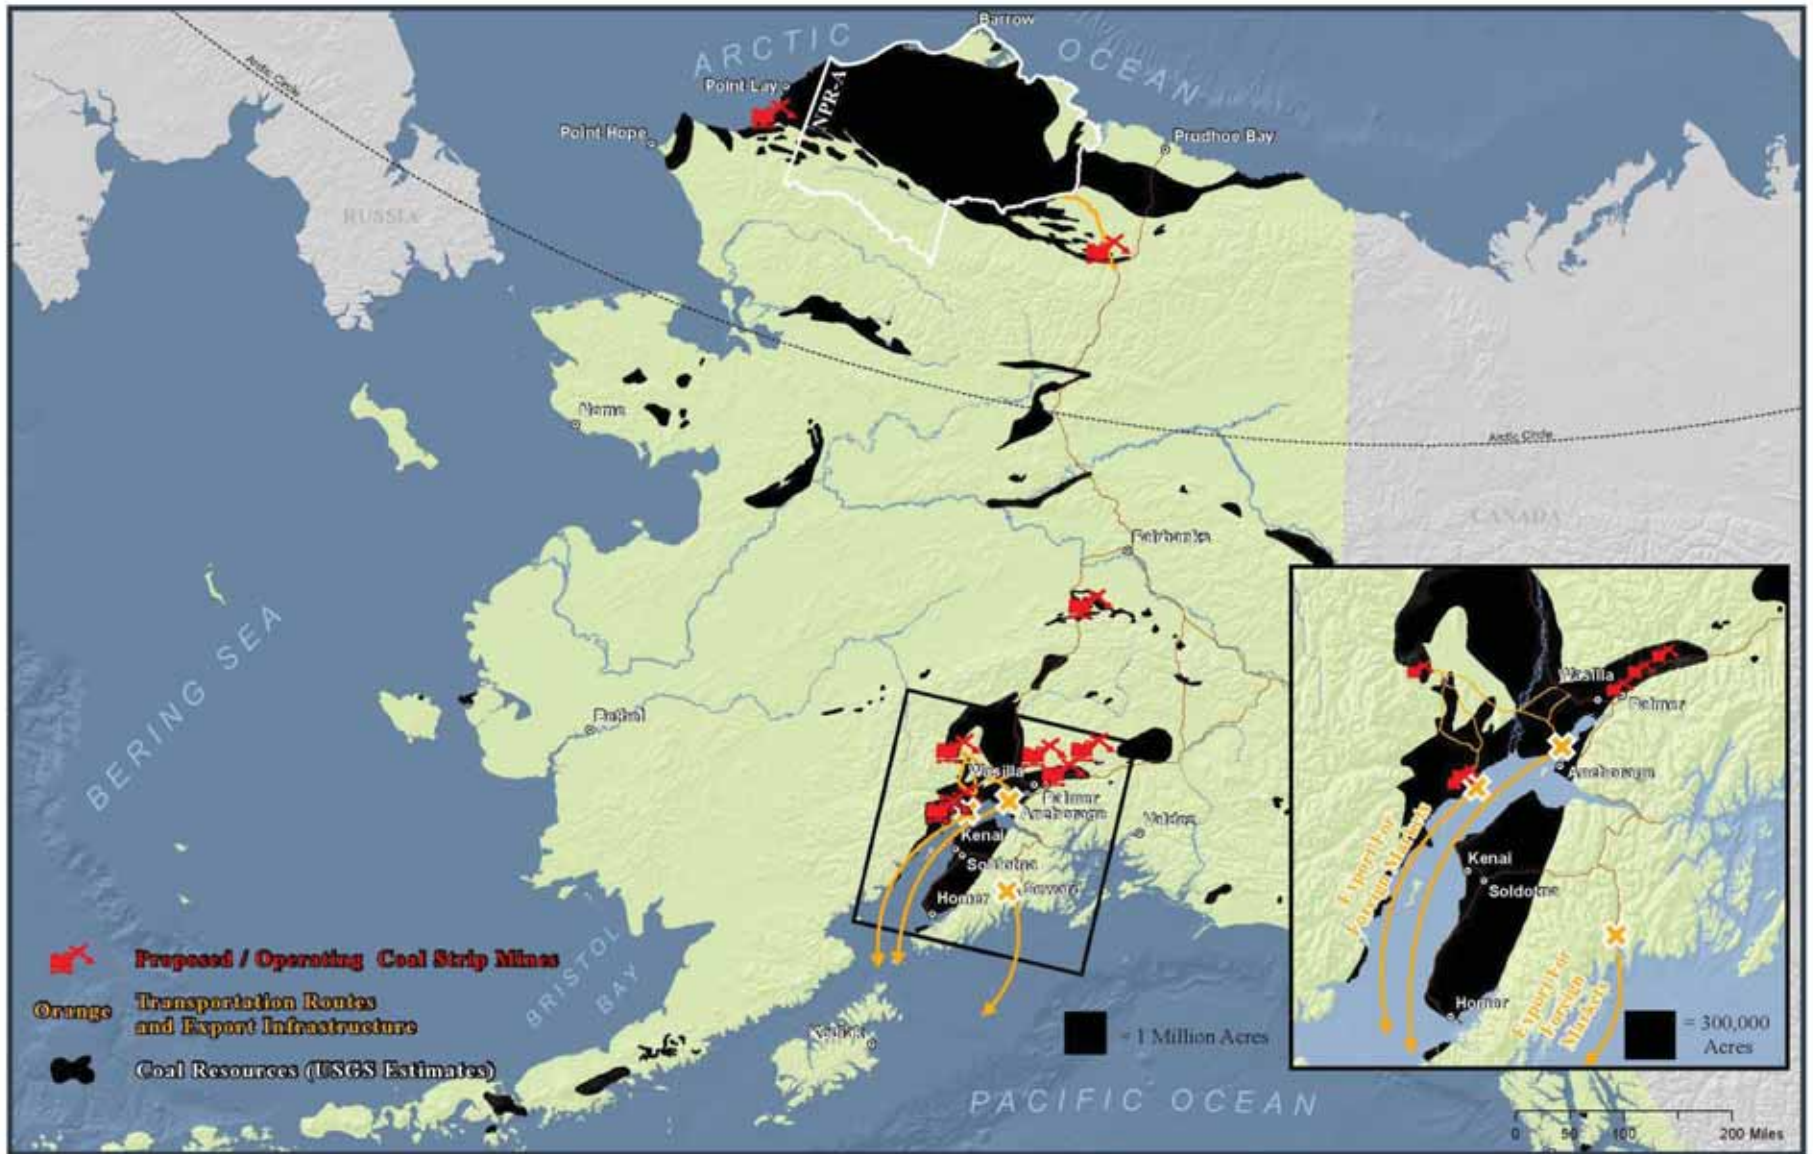 Barrow
ARCTIC
OCEAN
Arctic Circle
Point Lay
NPR-A
Point Hope
Prudhoe Bay
RUSSIA
Nome
Arctic Circle
CANADA
Fairbanks
BERING SEA
Bethel
Wasilla
Palmer
Anchorage
Valdez
Kenai
Soldotna
Seward
Homer
BRISTOL
BAY
Kodiak
PACIFIC OCEAN
Proposed / Operating Coal Strip Mines
Orange
Transportation Routes
and Export Infrastructure
Coal Resources (USGS Estimates)
= 1 Million Acres
Wasilla
Palmer
Anchorage
Export For
Foreign Markets
Kenai
Soldotna
Homer
Export For
Foreign
Markets
= 300,000
Acres
0 50 100 200 Miles